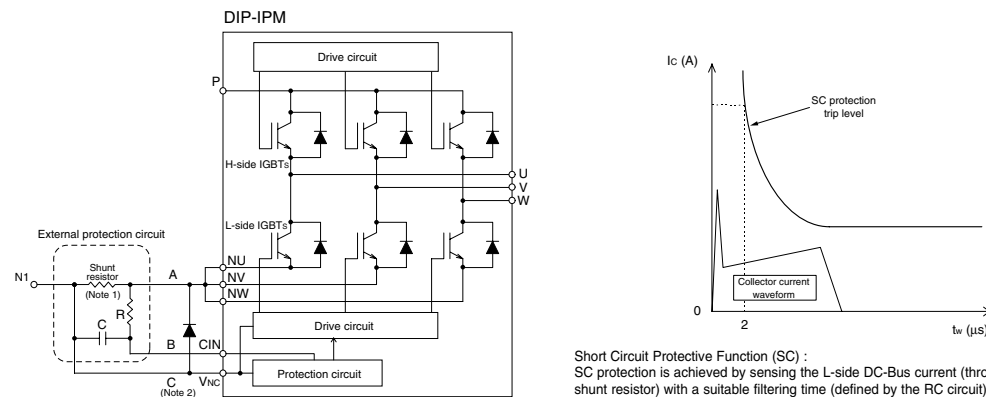 DIP-IPM
Drive circuit
P
H-side IGBTS
U
V
W
L-side IGBTS
External protection circuit
NU
N1
Shunt
resistor
(Note 1)
A
NV
NW
R
Drive circuit
C
B
CIN
C
(Note 2)
VNC
Protection circuit
IC (A)
SC protection
trip level
Collector current
waveform
0
2
tw (µs)
Short Circuit Protective Function (SC) :
SC protection is achieved by sensing the L-side DC-Bus current
shunt resistor) with a suitable filtering time (defined by the RC circuit)